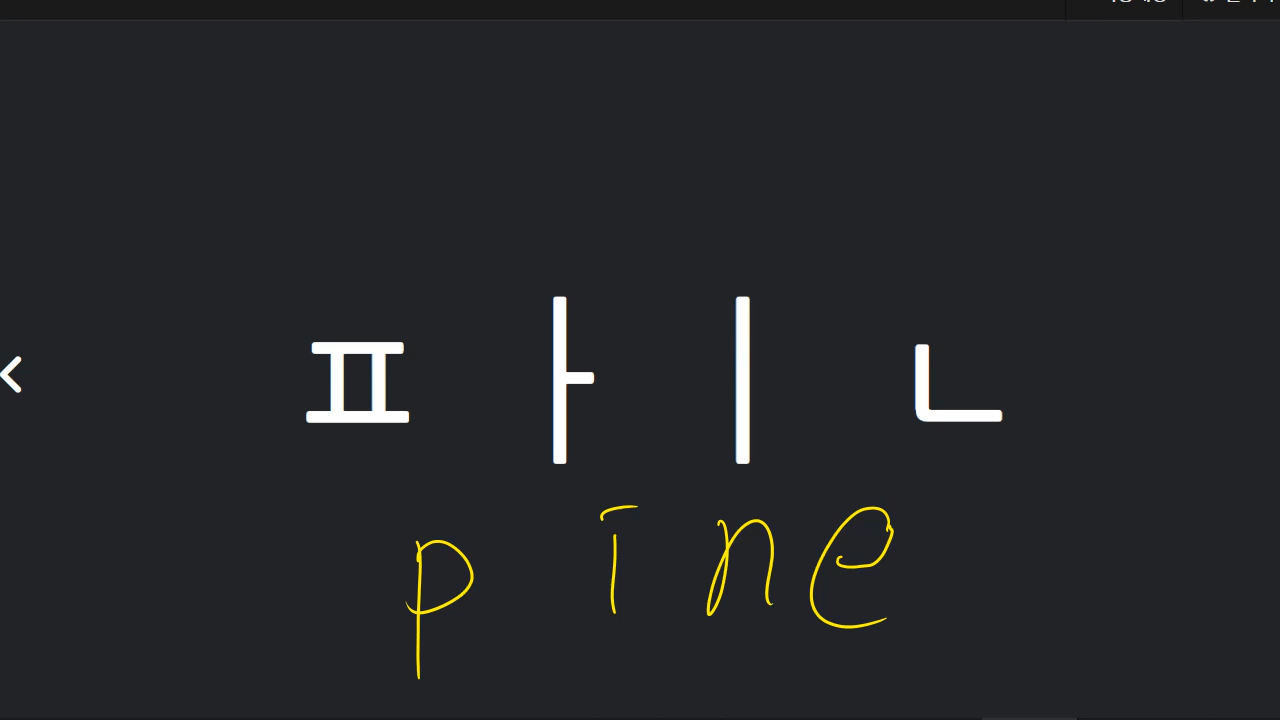 ㅍ ㅏ ㅣ ㄴ
pine